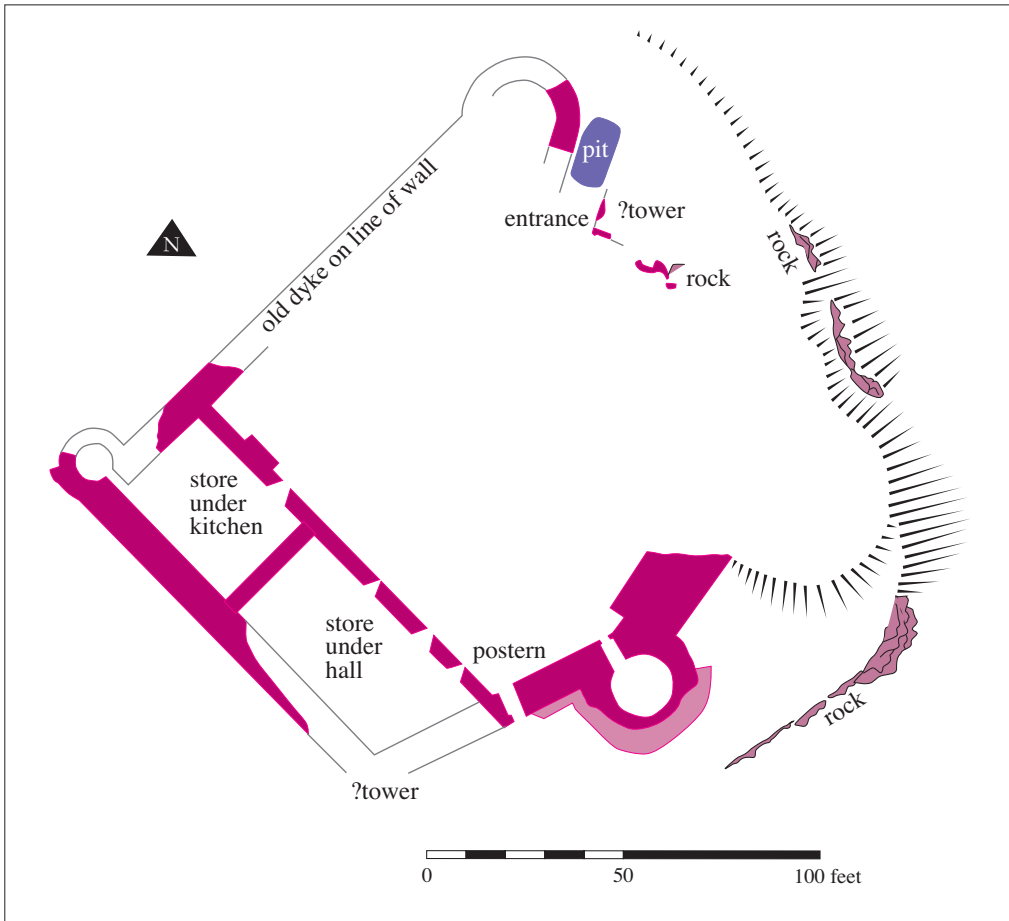 pit
entrance
?tower
rock
rock
N
old dyke on line of wall
store
under
kitchen
store
under
hall
postern
rock
?tower
0
50
100 feet